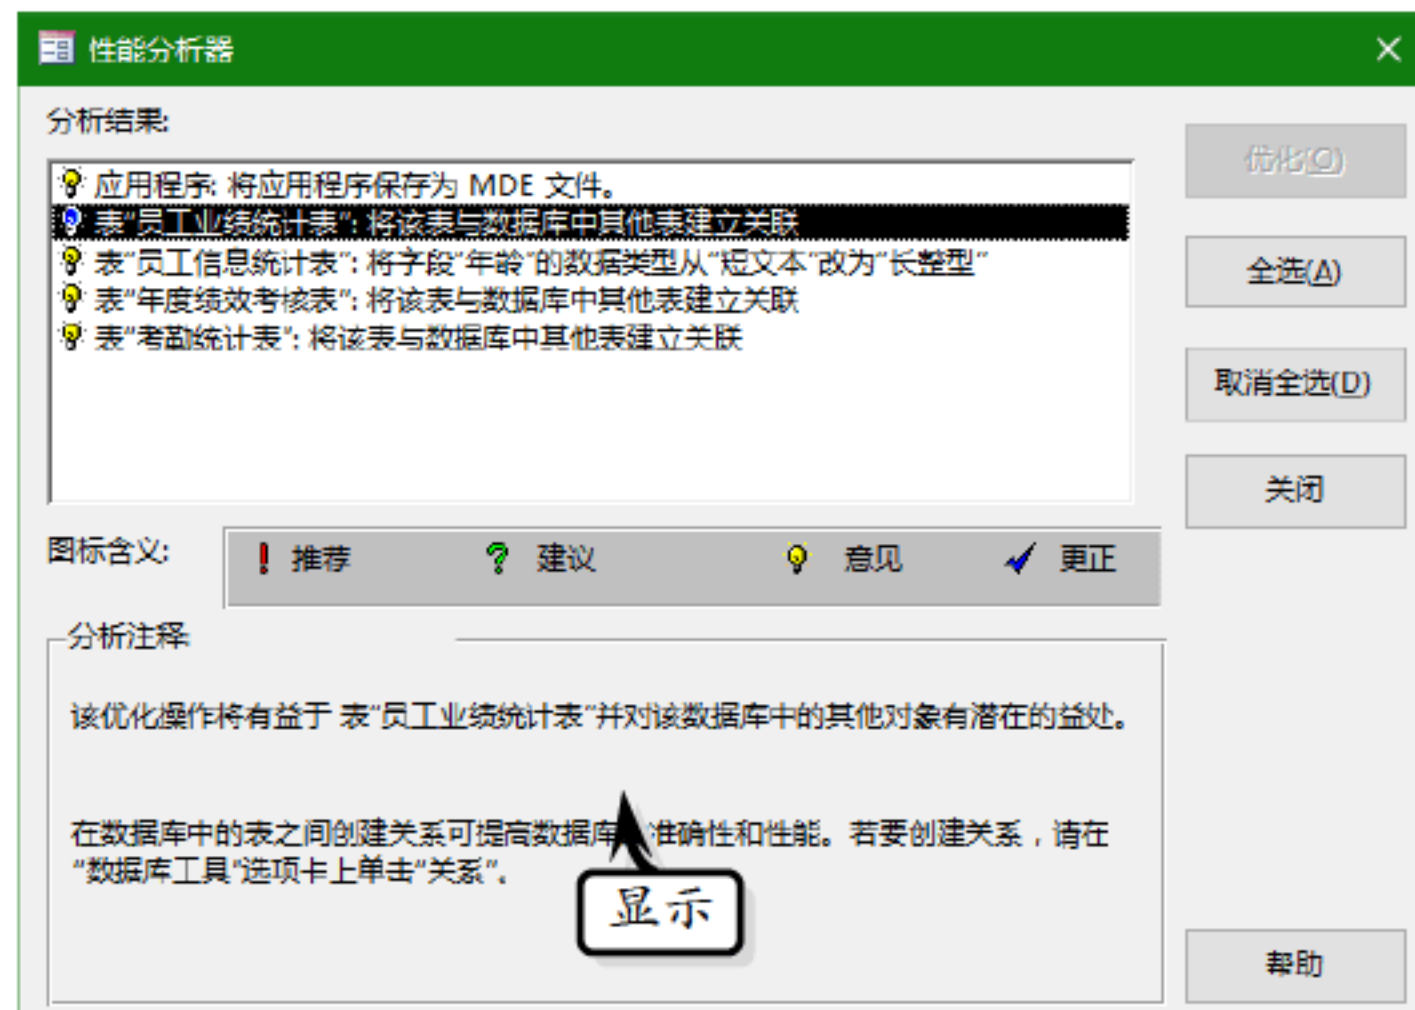 性能分析器
分析结果:
应用程序: 将应用程序保存为 MDE 文件。
表"员工业绩统计表": 将该表与数据库中其他表建立关联
表"员工信息统计表": 将字段"年龄"的数据类型从"短文本"改为"长整型"
表"年度绩效考核表": 将该表与数据库中其他表建立关联
表"考勤统计表": 将该表与数据库中其他表建立关联
优化(O)
全选(A)
取消全选(D)
关闭
图标含义:
推荐 建议 意见 更正
分析注释:
该优化操作将有益于 表"员工业绩统计表"并对该数据库中的其他对象有潜在的益处。
在数据库中的表之间创建关系可提高数据库 准确性和性能。若要创建关系，请在
"数据库工具"选项卡上单击"关系"。
显示
帮助